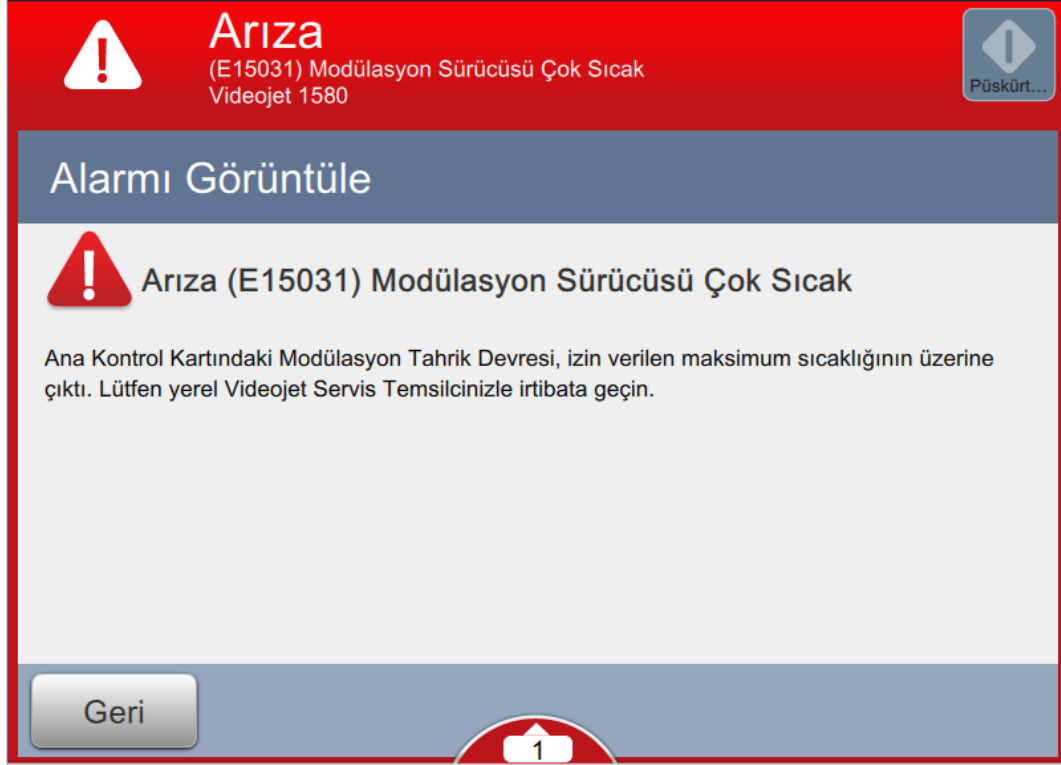 Arıza
(E15031) Modülasyon Sürücüsü Çok Sıcak
Videojet 1580
Püskürt...
Alarmı Görüntüle
Arıza (E15031) Modülasyon Sürücüsü Çok Sıcak
Ana Kontrol Kartındaki Modülasyon Tahrik Devresi, izin verilen maksimum sıcaklığının üzerine
çıktı. Lütfen yerel Videojet Servis Temsilcinizle irtibata geçin.
Geri
1